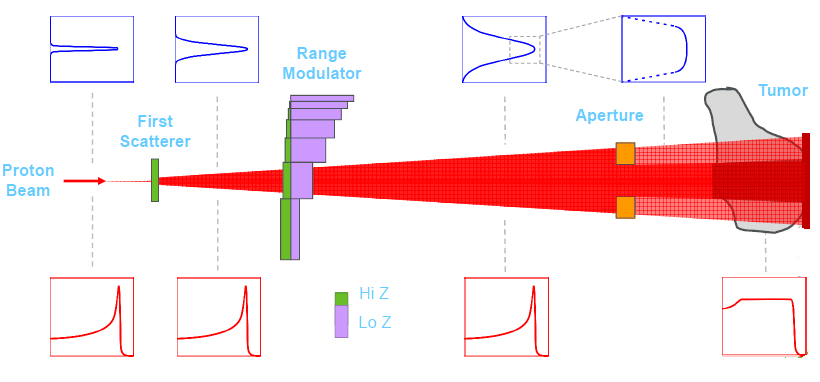 Range
Modulator
Tumor
First
Scatterer
Aperture
Proton
Beam
Hi Z
Lo Z